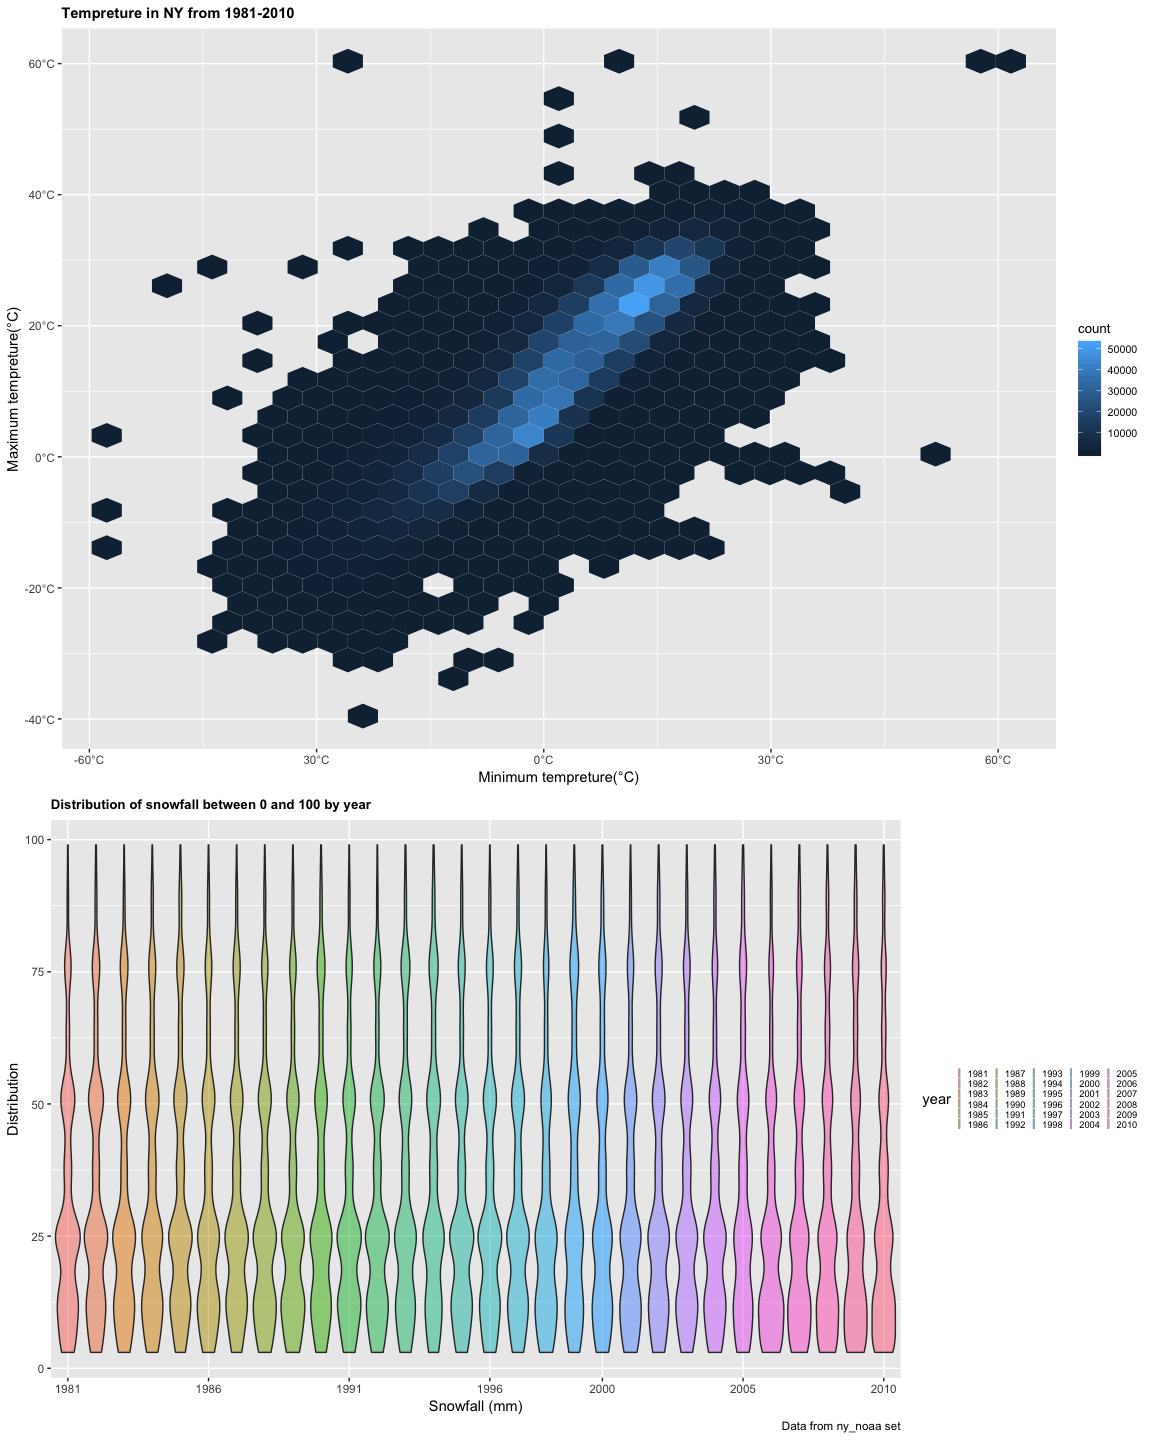 Tempreture in NY from 1981-2010
Maximum tempreture(°C)
60°C
40°C
20°C
0°C
-20°C
-40°C
-60°C 30°C 0°C 30°C 60°C
Minimum tempreture(°C)
count
50000
40000
30000
20000
10000
Distribution of snowfall between 0 and 100 by year
Distribution
100
75
50
25
0
1981 1986 1991 1996 2000 2005 2010
Snowfall (mm)
year
1981 1987 1993 1999 2005
1982 1988 1994 2000 2006
1983 1989 1995 2001 2007
1984 1990 1996 2002 2008
1985 1991 1997 2003 2009
1986 1992 1998 2004 2010
Data from ny_noaa set